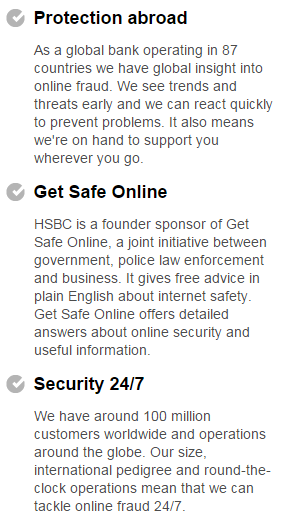 Protection abroad
As a global bank operating in 87
countries we have global insight into
online fraud. We see trends and
threats early and we can react quickly
to prevent problems. It also means
we're on hand to support you
wherever you go.
Get Safe Online
HSBC is a founder sponsor of Get
Safe Online, a joint initiative between
government, police law enforcement
and business. It gives free advice in
plain English about internet safety.
Get Safe Online offers detailed
answers about online security and
useful information.
Security 24/7
We have around 100 million
customers worldwide and operations
around the globe. Our size,
international pedigree and round-the-
clock operations mean that we can
tackle online fraud 24/7.